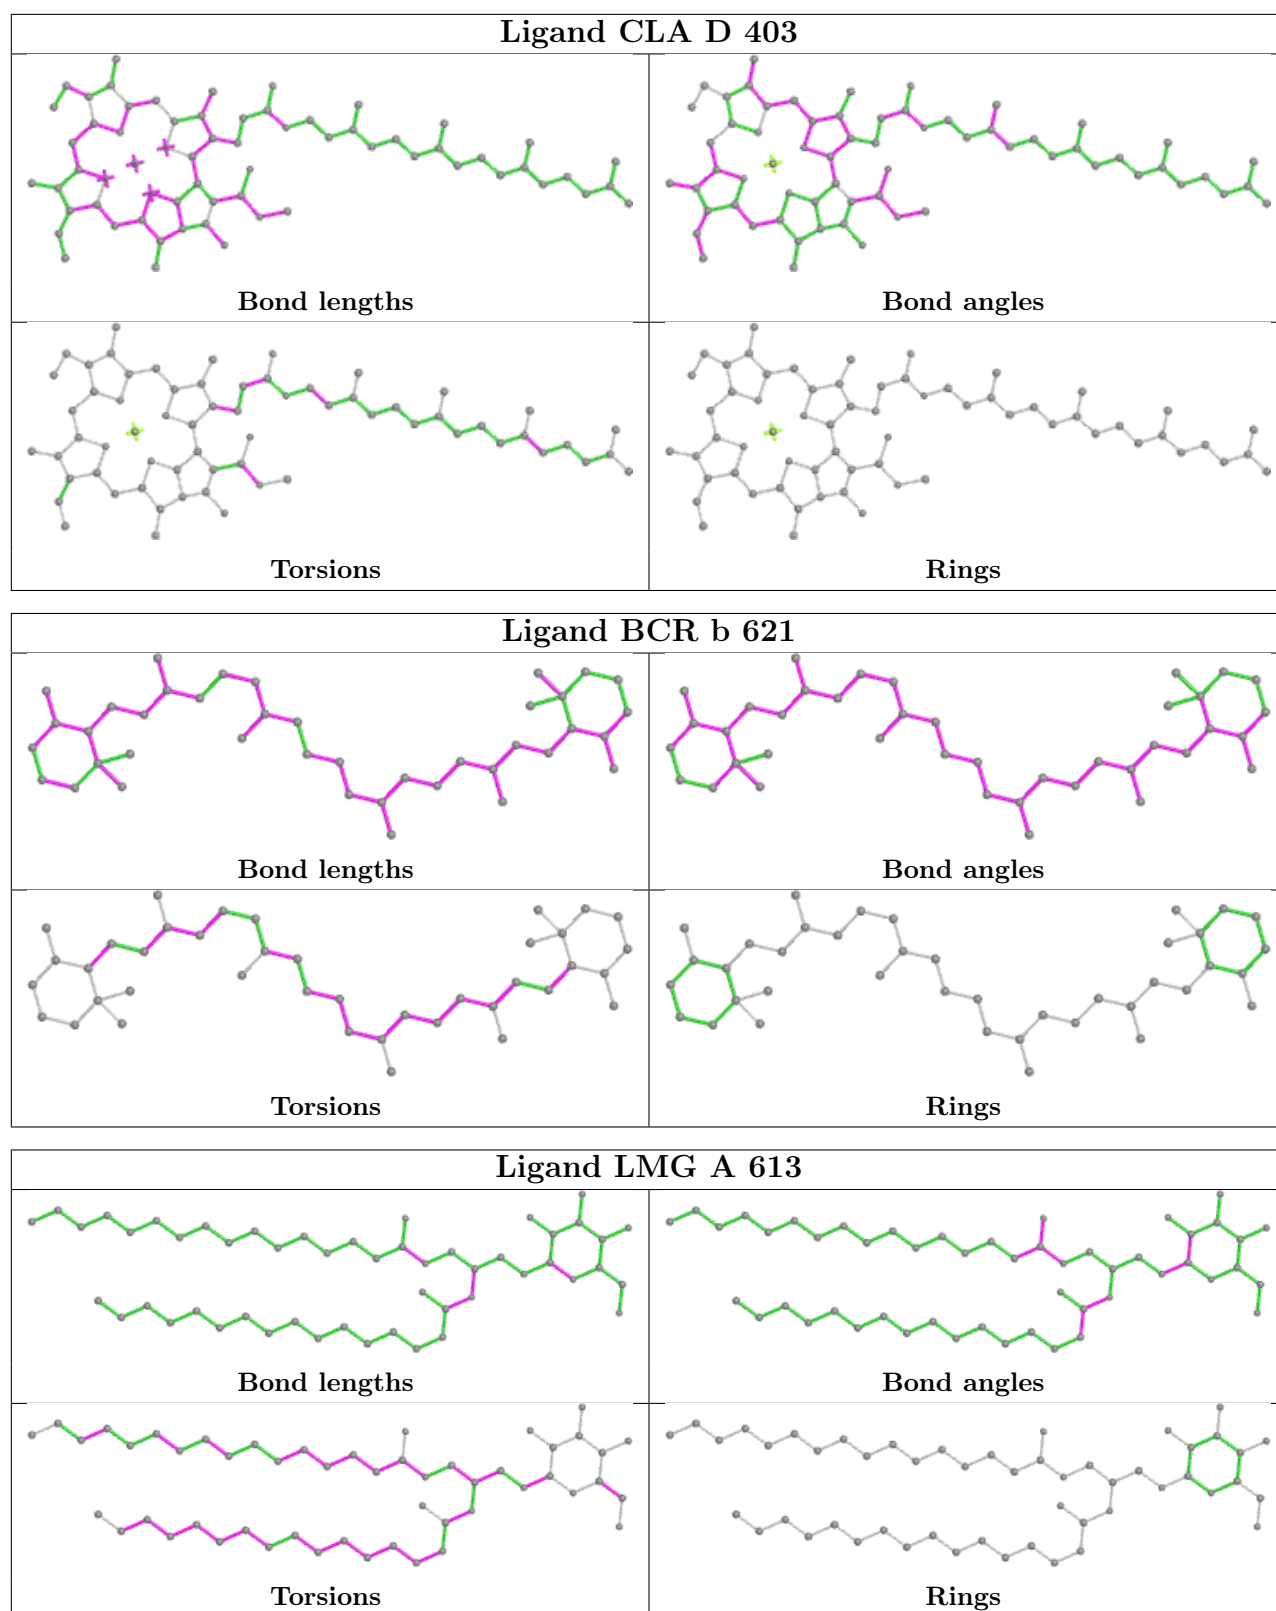 Ligand CLA D 403
Bond lengths
Bond angles
Torsions
Rings
Ligand BCR b 621
Bond lengths
Bond angles
Torsions
Rings
Ligand LMG A 613
Bond lengths
Bond angles
Torsions
Rings